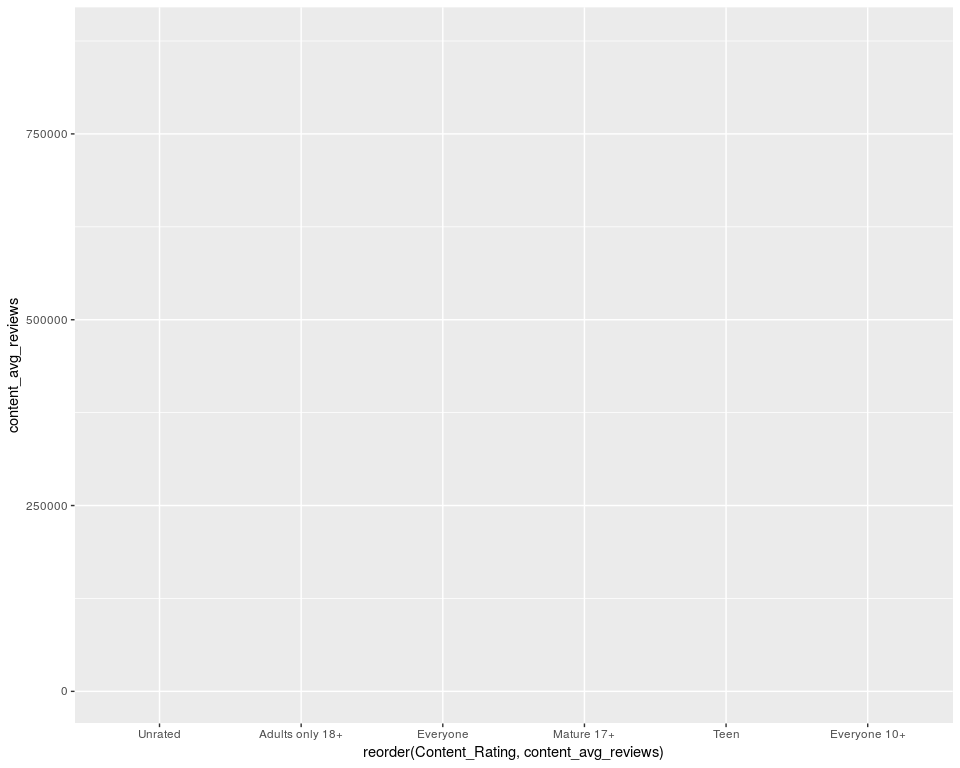 content_avg_reviews
750000
500000
250000
0
Unrated
Adults only 18+
Everyone
Mature 17+
Teen
Everyone 10+
reorder(Content_Rating, content_avg_reviews)